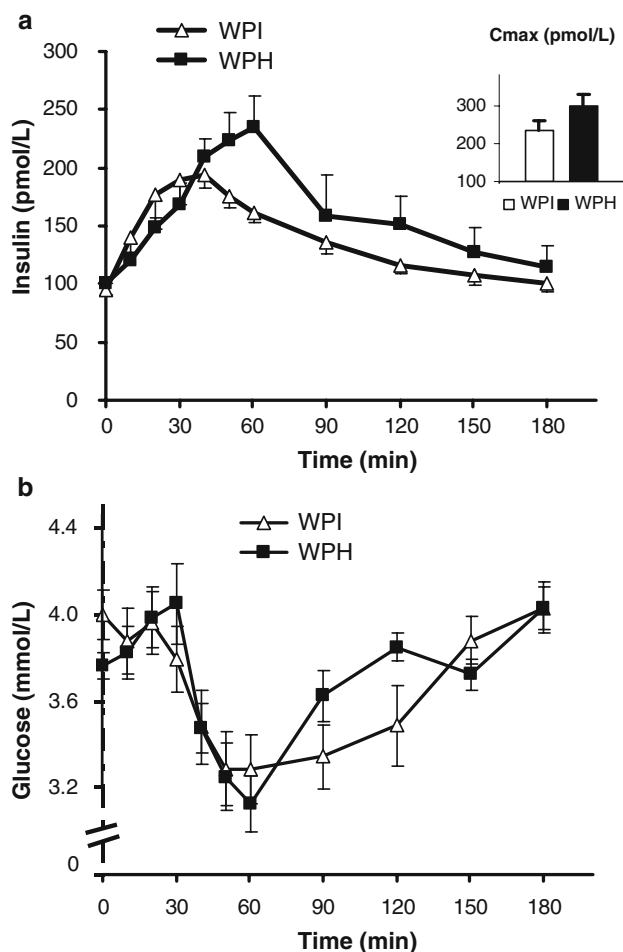 a
WPI
WPH
Cmax (pmol/L)
300
200
100
WPI WPH
Insulin (pmol/L)
300
250
200
150
100
50
0
0 30 60 90 120 150 180
Time (min)
b
WPI
WPH
Glucose (mmol/L)
4.4
4.0
3.6
3.2
0
0 30 60 90 120 150 180
Time (min)